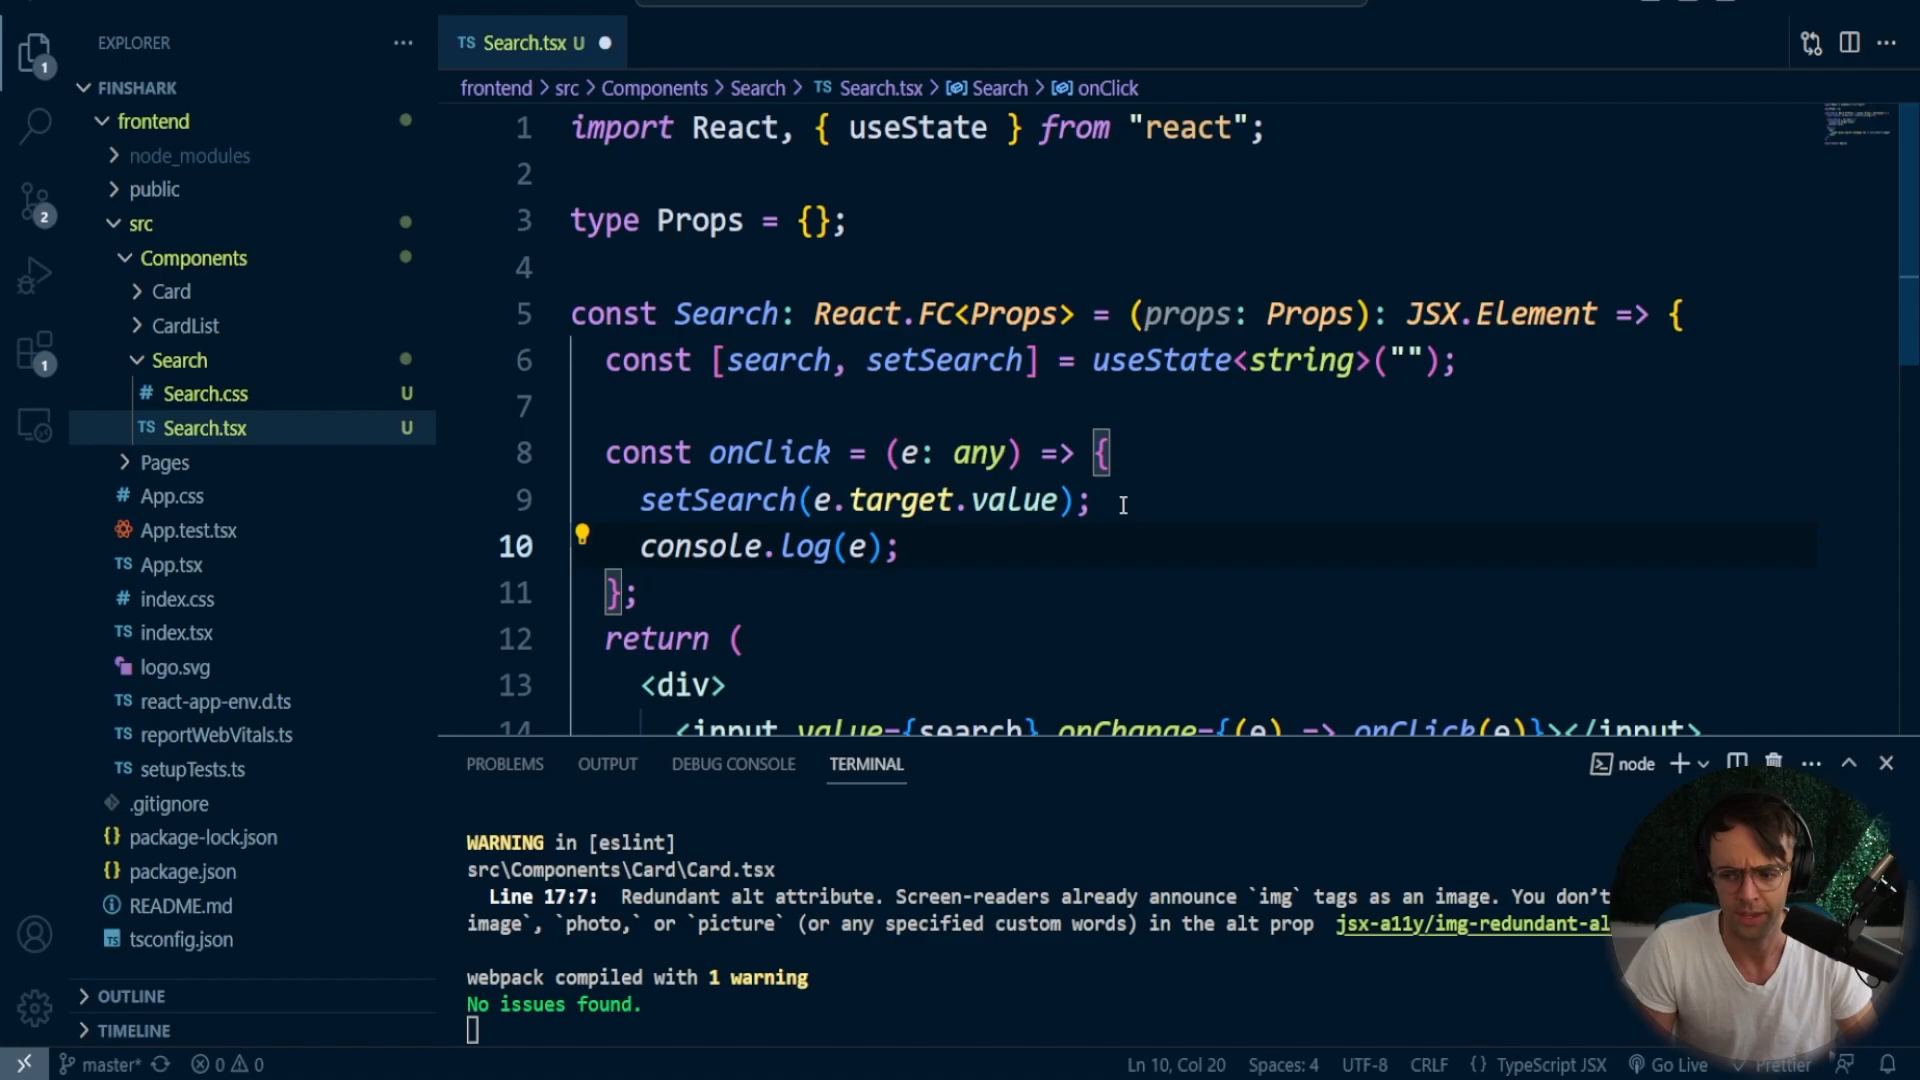 EXPLORER
FINSHARK
frontend
node_modules
public
src
Components
Card
CardList
Search
# Search.css U
TS Search.tsx U
Pages
# App.css
App.test.tsx
TS App.tsx
# index.css
TS index.tsx
logo.svg
TS react-app-env.d.ts
TS reportWebVitals.ts
TS setupTests.ts
.gitignore
{} package-lock.json
{} package.json
README.md
TS tsconfig.json
OUTLINE
TIMELINE
1
2
1
TS Search.tsx U
frontend > src > Components > Search > TS Search.tsx > Search > onClick
1 import React, { useState } from "react";
2
3 type Props = {};
4
5 const Search: React.FC<Props> = (props: Props): JSX.Element => {
6 const [search, setSearch] = useState<string>("");
7
8 const onClick = (e: any) => {
9 setSearch(e.target.value);
10 console.log(e);
11 };
12 return (
13 <div>
14 <input value={search} onChange={(e) => onClick(e)}></input>
PROBLEMS OUTPUT DEBUG CONSOLE TERMINAL
node
WARNING in [eslint]
src\Components\Card\Card.tsx
Line 17:7: Redundant alt attribute. Screen-readers already announce `img` tags as an image. You don't
image`, `photo,` or `picture` (or any specified custom words) in the alt prop jsx-a11y/img-redundant-al
webpack compiled with 1 warning
No issues found.
master* 0 0
Ln 10, Col 20 Spaces: 4 UTF-8 CRLF {} TypeScript JSX Go Live Prettier